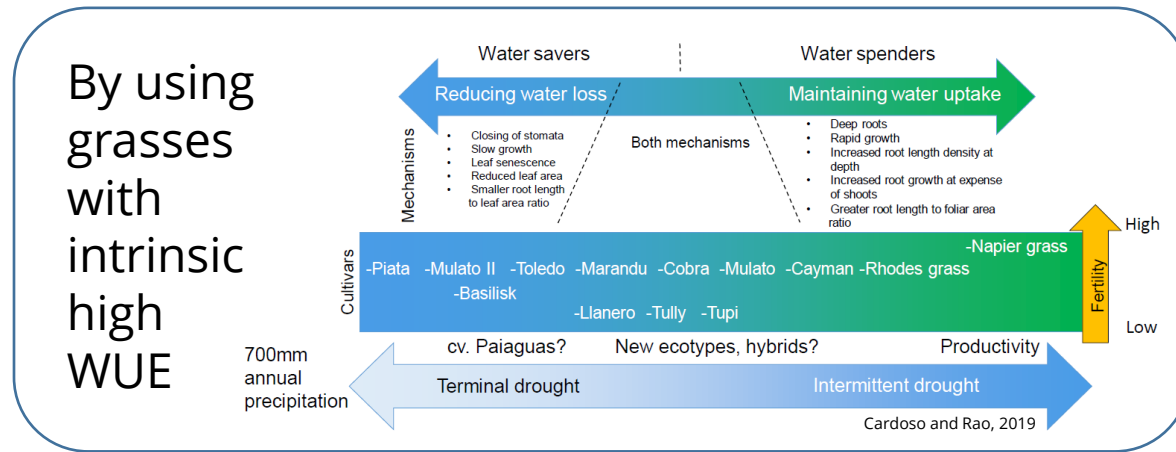 By using
grasses
with
intrinsic
high
WUE
Water savers
Water spenders
Reducing water loss
Maintaining water uptake
Mechanisms
• Closing of stomata
• Slow growth
• Leaf senescence
• Reduced leaf area
• Smaller root length
to leaf area ratio
Both mechanisms
• Deep roots
• Rapid growth
• Increased root length density at
depth
• Increased root growth at expense
of shoots
• Greater root length to foliar area
ratio
High
Fertility
Low
Cultivars
-Napier grass
-Piata -Mulato II -Toledo -Marandu -Cobra -Mulato -Cayman -Rhodes grass
-Basilisk
-Llanero -Tully -Tupi
cv. Paiaguas? New ecotypes, hybrids? Productivity
700mm
annual
precipitation
Terminal drought
Intermittent drought
Cardoso and Rao, 2019